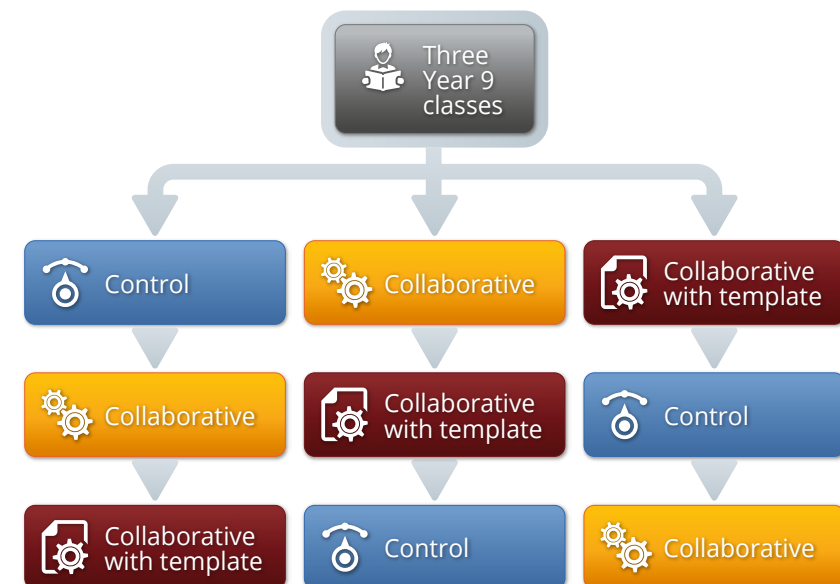 Three
Year 9
classes
Control
Collaborative
Collaborative
with template
Collaborative
Collaborative
with template
Control
Collaborative
with template
Control
Collaborative